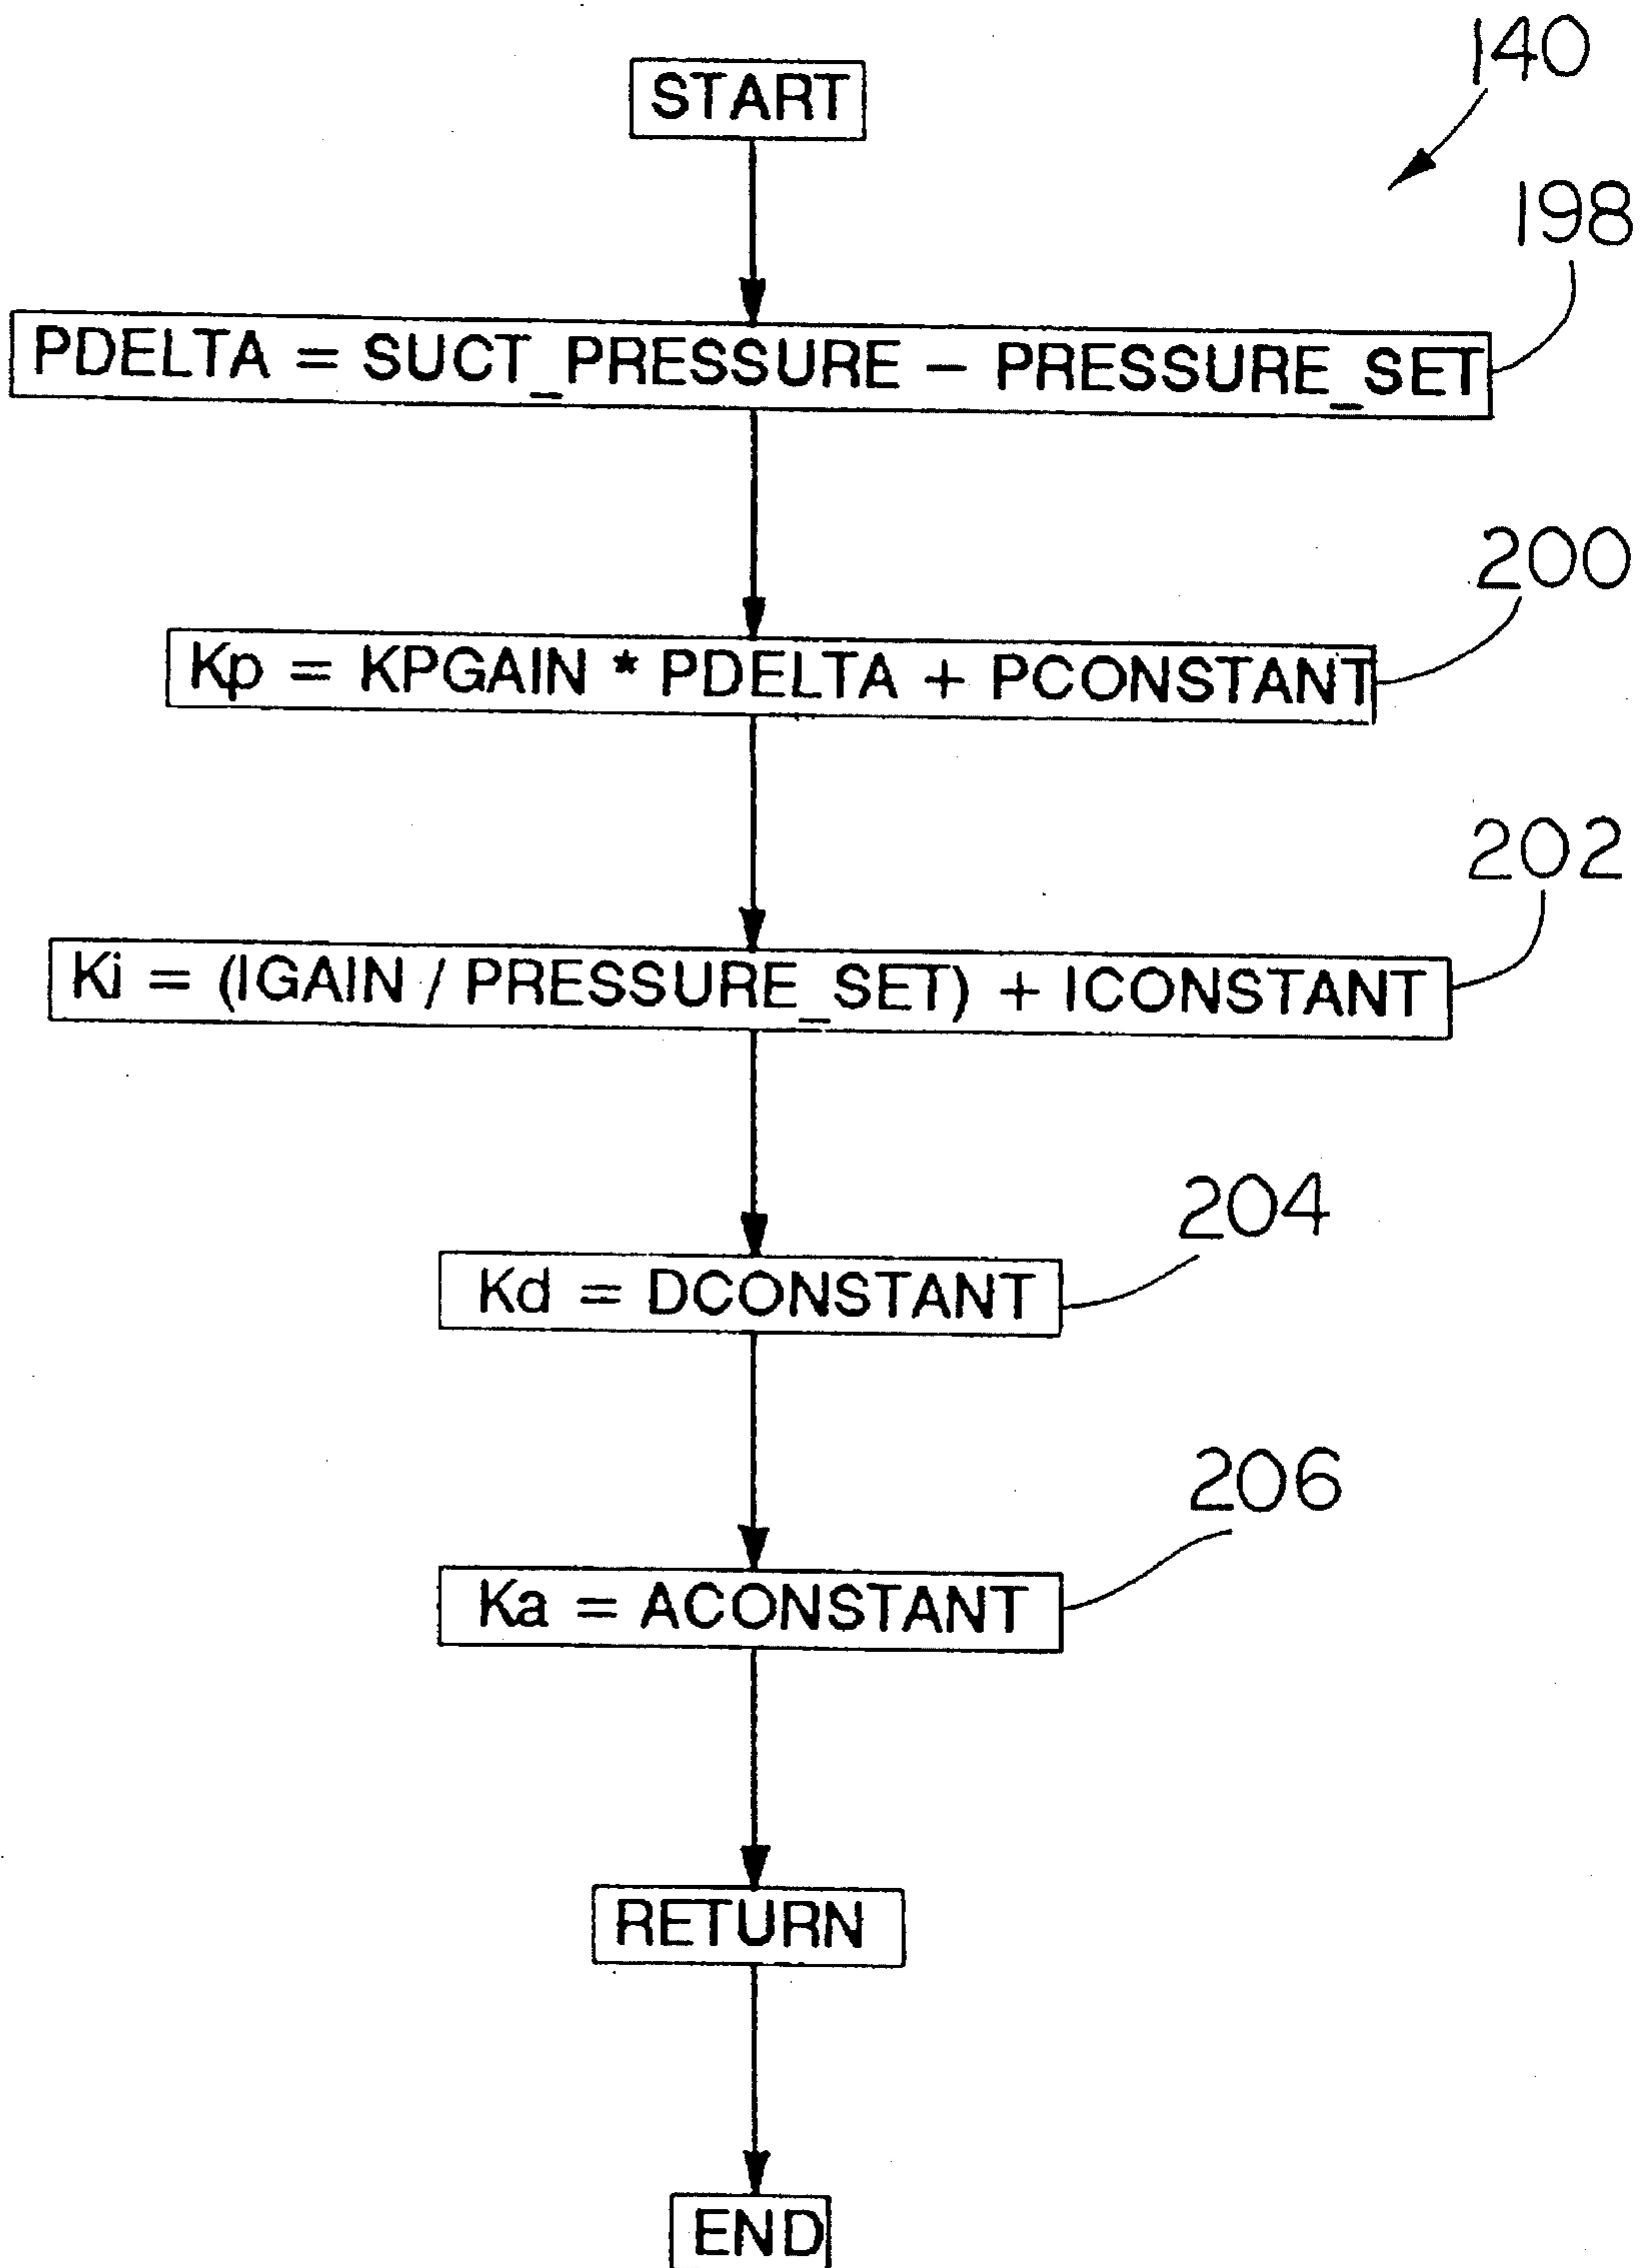 140
START
198
PDELTA = SUCT_PRESSURE - PRESSURE_SET
200
Kp = KPGAIN * PDELTA + PCONSTANT
202
Ki = (IGAIN / PRESSURE_SET) + ICONSTANT
204
Kd = DCONSTANT
206
Ka = ACONSTANT
RETURN
END